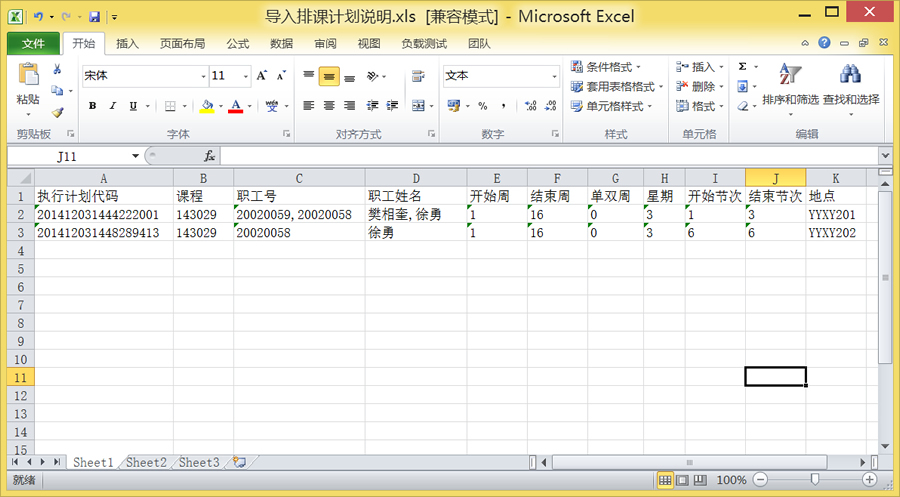 导入排课计划说明.xls [兼容模式] - Microsoft Excel
文件 开始 插入 页面布局 公式 数据 审阅 视图 负载测试 团队
宋体 11 A A 文本 条件格式 插入 Σ
粘贴 套用表格格式 删除 排序和筛选 查找和选择
B I U A 变 % , 单元格样式 格式
剪贴板 字体 对齐方式 数字 样式 单元格 编辑
J11 fx
A B C D E F G H I J K
1 执行计划代码 课程 职工号 职工姓名 开始周 结束周 单双周 星期 开始节次 结束节次 地点
2 201412031444222001 143029 20020059,20020058 樊相奎,徐勇 1 16 0 3 1 3 YYXY201
3 201412031448289413 143029 20020058 徐勇 1 16 0 3 6 6 YYXY202
4
5
6
7
8
9
10
11
12
13
14
15
Sheet1 Sheet2 Sheet3
就绪 100%